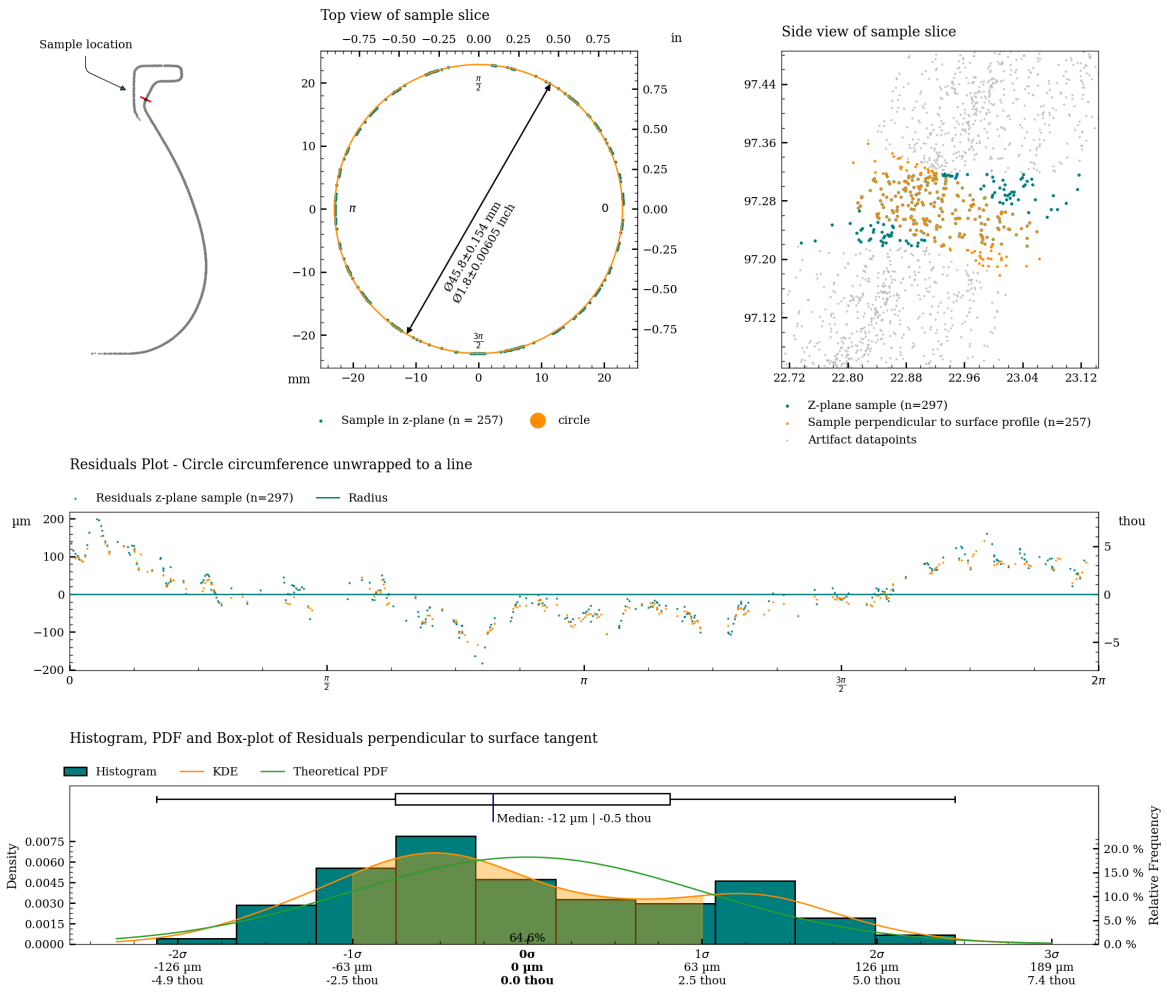 Sample location
Top view of sample slice
−0.75 −0.50 −0.25 0.00 0.25 0.50 0.75 in
20
10
0
−10
−20
π/2
π
0
3π/2
Ø45.8±0.154 mm
Ø1.8±0.00605 inch
0.75
0.50
0.25
0.00
−0.25
−0.50
−0.75
mm −20 −10 0 10 20
Sample in z-plane (n = 257) circle
Side view of sample slice
97.44
97.36
97.28
97.20
97.12
22.72 22.80 22.88 22.96 23.04 23.12
Z-plane sample (n=297)
Sample perpendicular to surface profile (n=257)
Artifact datapoints
Residuals Plot - Circle circumference unwrapped to a line
Residuals z-plane sample (n=297) Radius
µm
200
100
0
−100
−200
thou
5
0
−5
0 π/2 π 3π/2 2π
Histogram, PDF and Box-plot of Residuals perpendicular to surface tangent
Histogram KDE Theoretical PDF
Median: -12 µm | -0.5 thou
Density
0.0075
0.0060
0.0045
0.0030
0.0015
0.0000
Relative Frequency
20.0 %
15.0 %
10.0 %
5.0 %
0.0 %
64.6%
-2σ -1σ 0σ 1σ 2σ 3σ
-126 µm -63 µm 0 µm 63 µm 126 µm 189 µm
-4.9 thou -2.5 thou 0.0 thou 2.5 thou 5.0 thou 7.4 thou